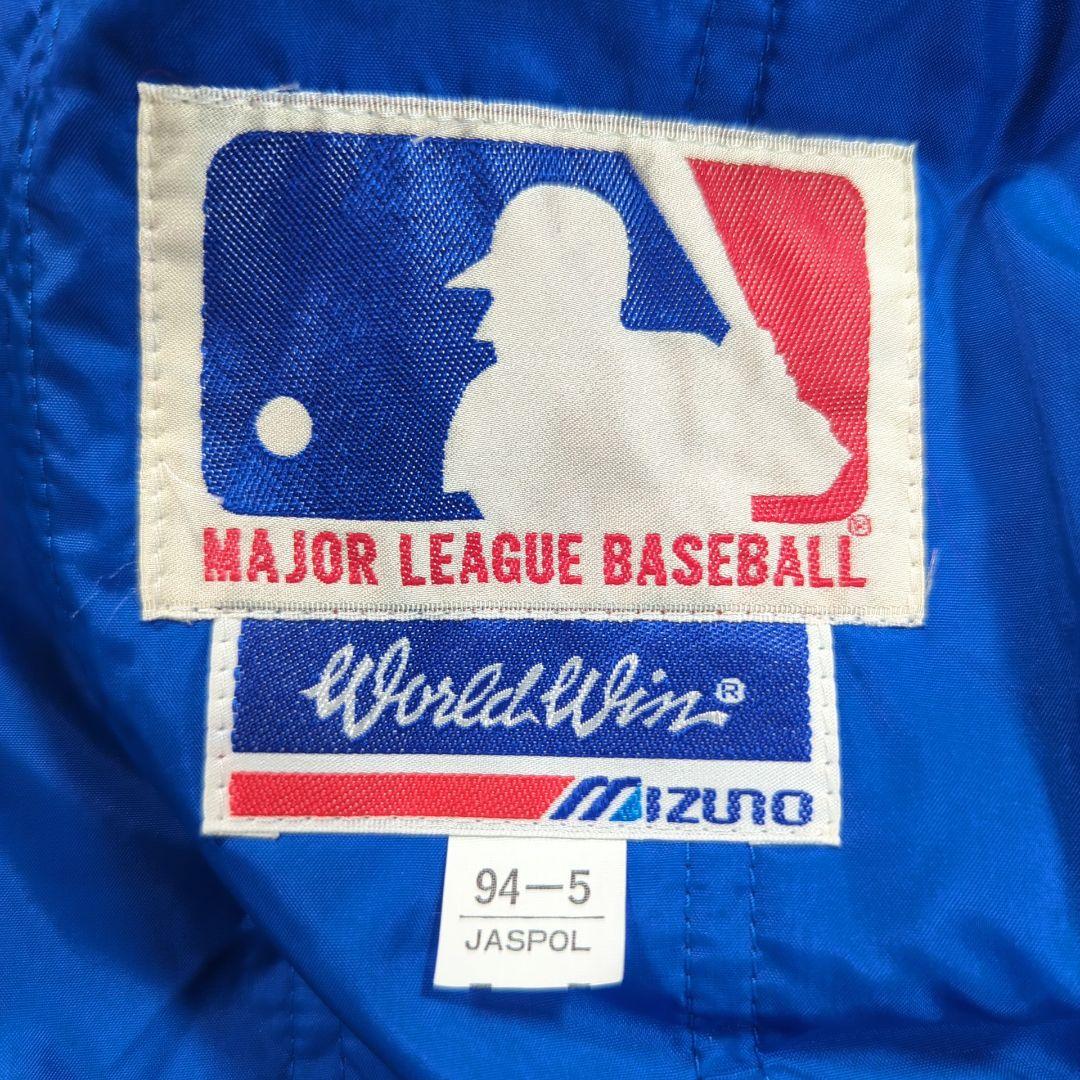 MAJOR LEAGUE BASEBALL®
World Win®
MIZUNO
94-5
JASPOL